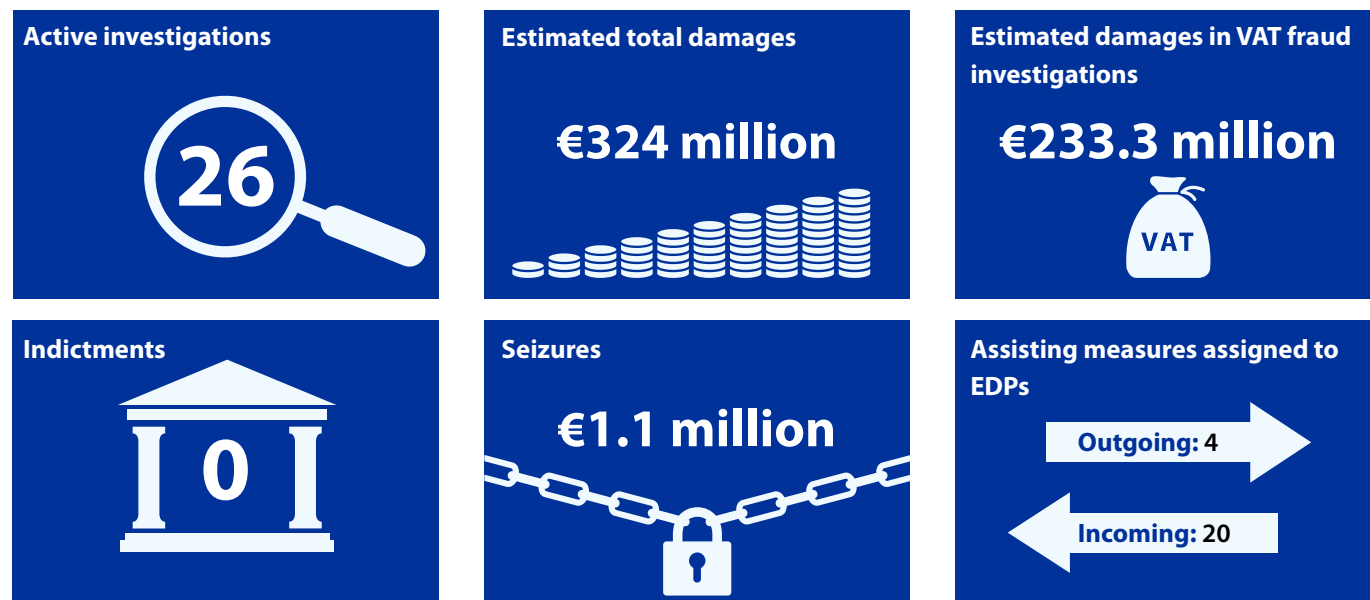 Active investigations
26
Estimated total damages
€324 million
Estimated damages in VAT fraud
investigations
€233.3 million
VAT
Indictments
0
Seizures
€1.1 million
Assisting measures assigned to
EDPs
Outgoing: 4
Incoming: 20